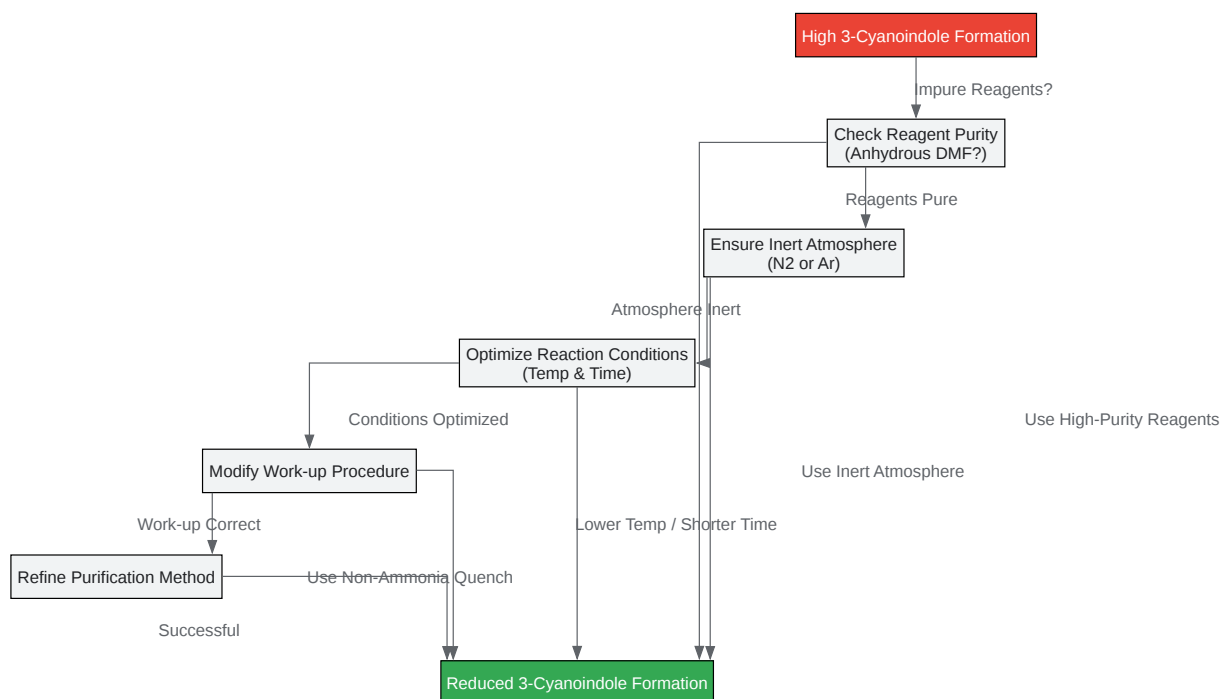 High 3-Cyanoindole Formation
Impure Reagents?
Check Reagent Purity
(Anhydrous DMF?)
Reagents Pure
Ensure Inert Atmosphere
(N2 or Ar)
Atmosphere Inert
Optimize Reaction Conditions
(Temp & Time)
Conditions Optimized
Use High-Purity Reagents
Modify Work-up Procedure
Use Inert Atmosphere
Work-up Correct
Lower Temp / Shorter Time
Refine Purification Method
Use Non-Ammonia Quench
Successful
Reduced 3-Cyanoindole Formation